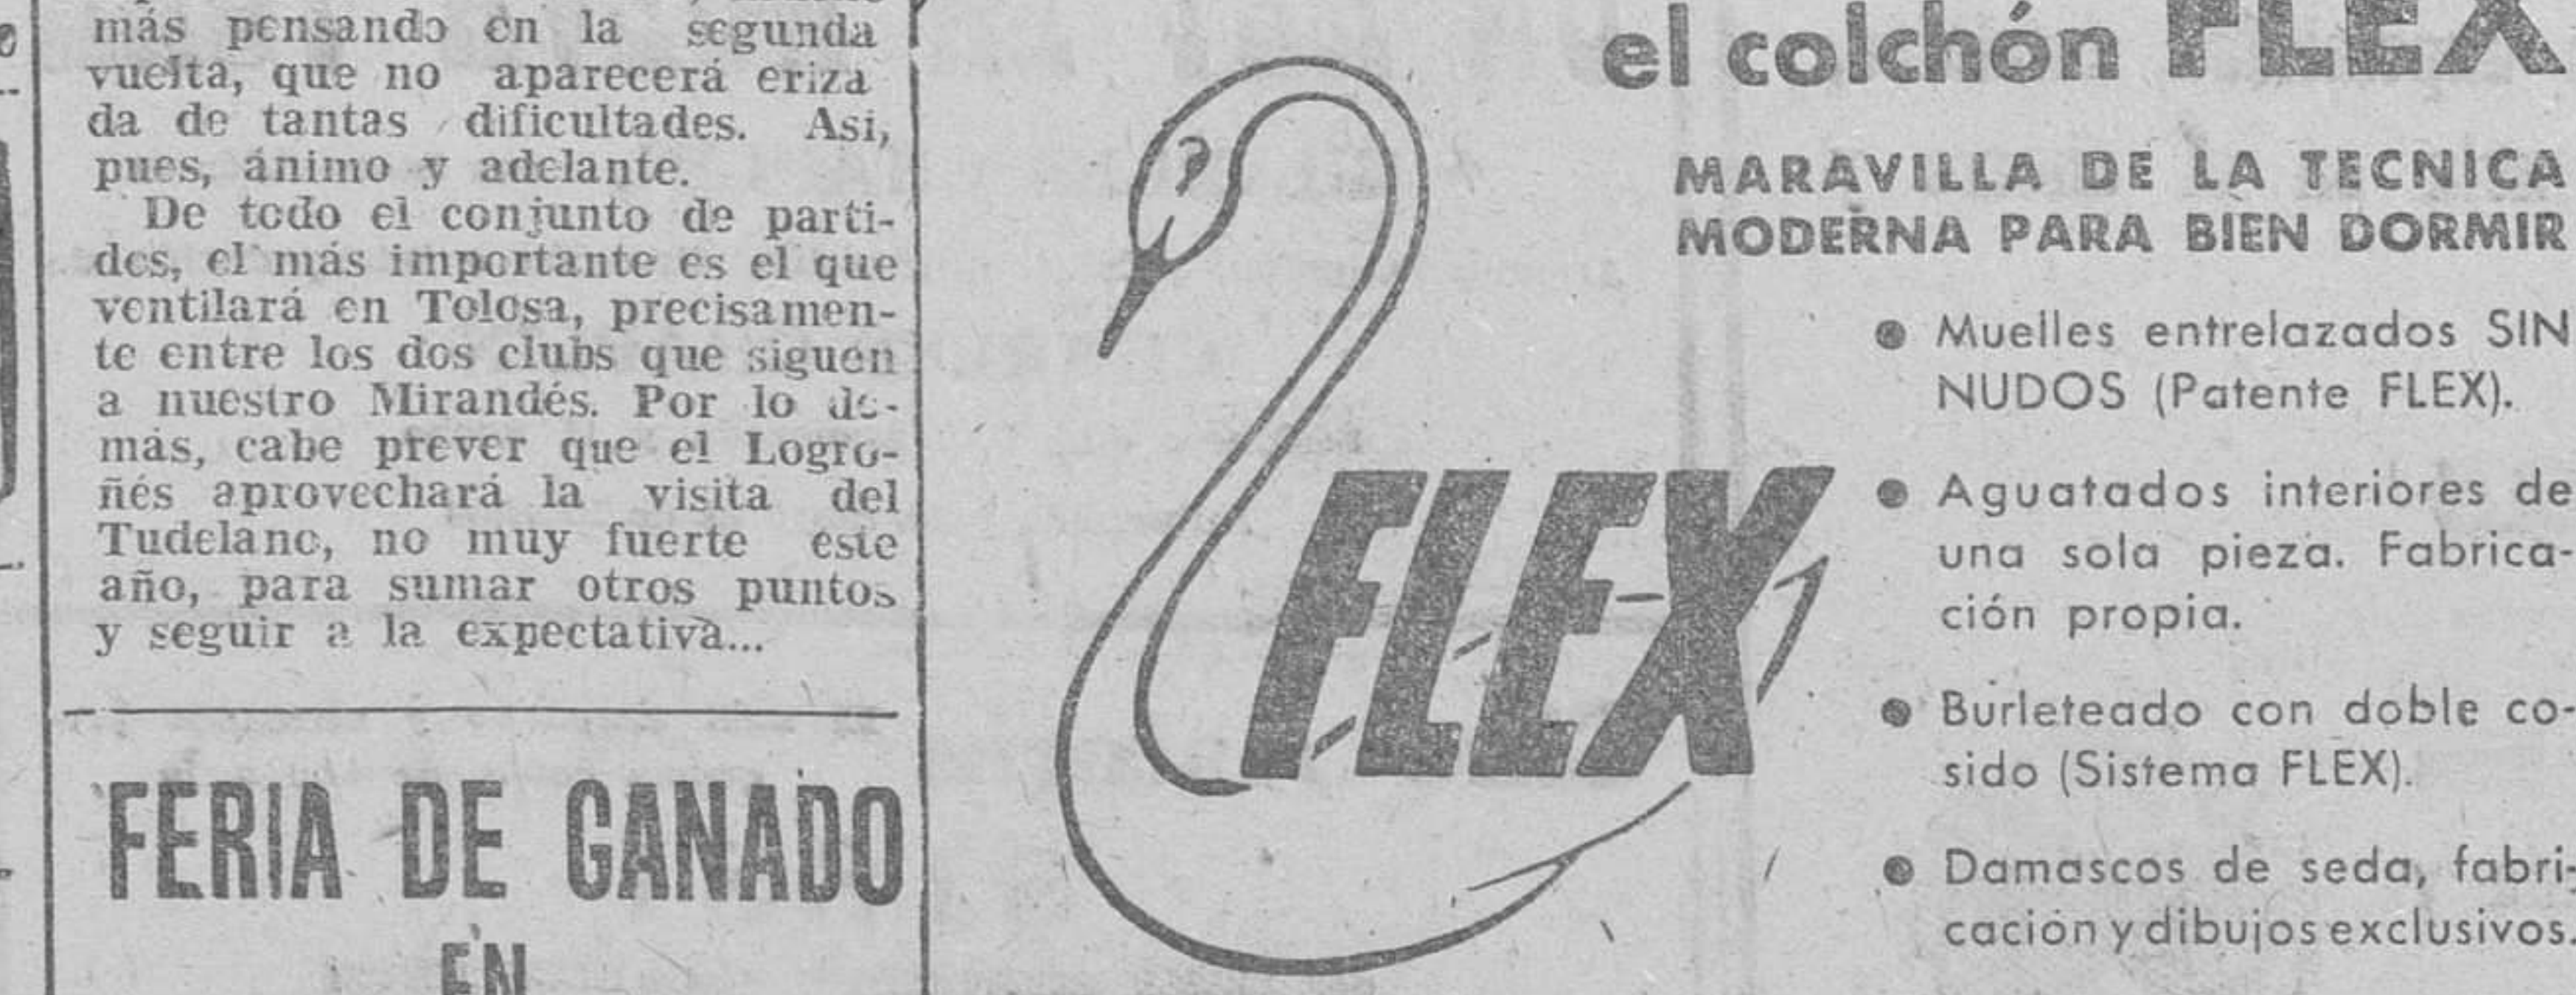 más pensando en la segunda
vuelta, que no aparecerá eriza
da de tantas dificultades. Asi,
pues, ánimo y adelante.
De todo el conjunto de parti-
dos, el más importante es el que
ventilará en Tolosa, precisamen-
te entre los dos clubs que siguen
a nuestro Mirandés. Por lo de-
más, cabe prever que el Logro-
ñés aprovechará la visita del
Tudelano, no muy fuerte este
año, para sumar otros puntos
y seguir a la expectativa...
FERIA DE GANADO
EN
el colchón FLEX
MARAVILLA DE LA TECNICA
MODERNA PARA BIEN DORMIR
FLEX
● Muelles entrelazados SIN
NUDOS (Patente FLEX).
● Aguatados interiores de
una sola pieza. Fabrica-
ción propia.
● Burleteado con doble co-
sido (Sistema FLEX).
● Damascos de seda, fabri-
cación y dibujos exclusivos.